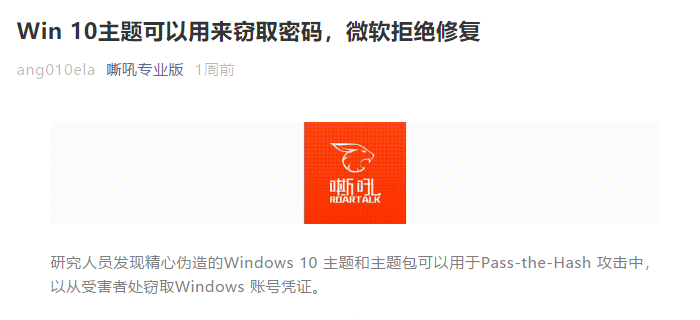 Win 10主题可以用来窃取密码，微软拒绝修复
ang010ela 嘶吼专业版 1周前
嘶吼
ROARTALK
研究人员发现精心伪造的Windows 10 主题和主题包可以用于Pass-the-Hash 攻击中，
以从受害者处窃取Windows 账号凭证。